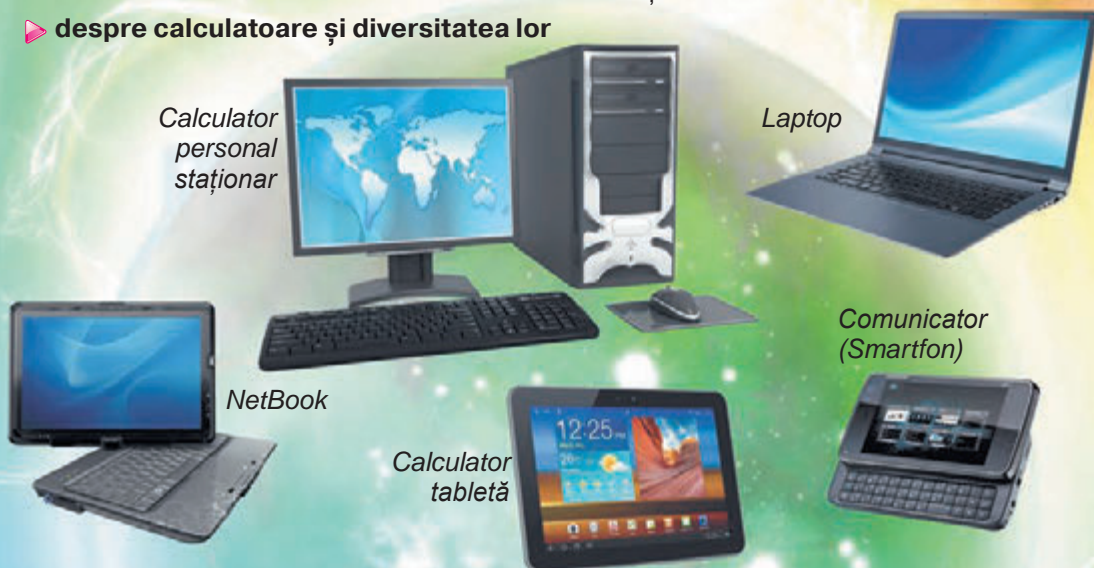 despre calculatoare și diversitatea lor
Calculator
personal
staționar
Laptop
NetBook
Calculator
tabletă
12:25
Comunicator
(Smartfon)